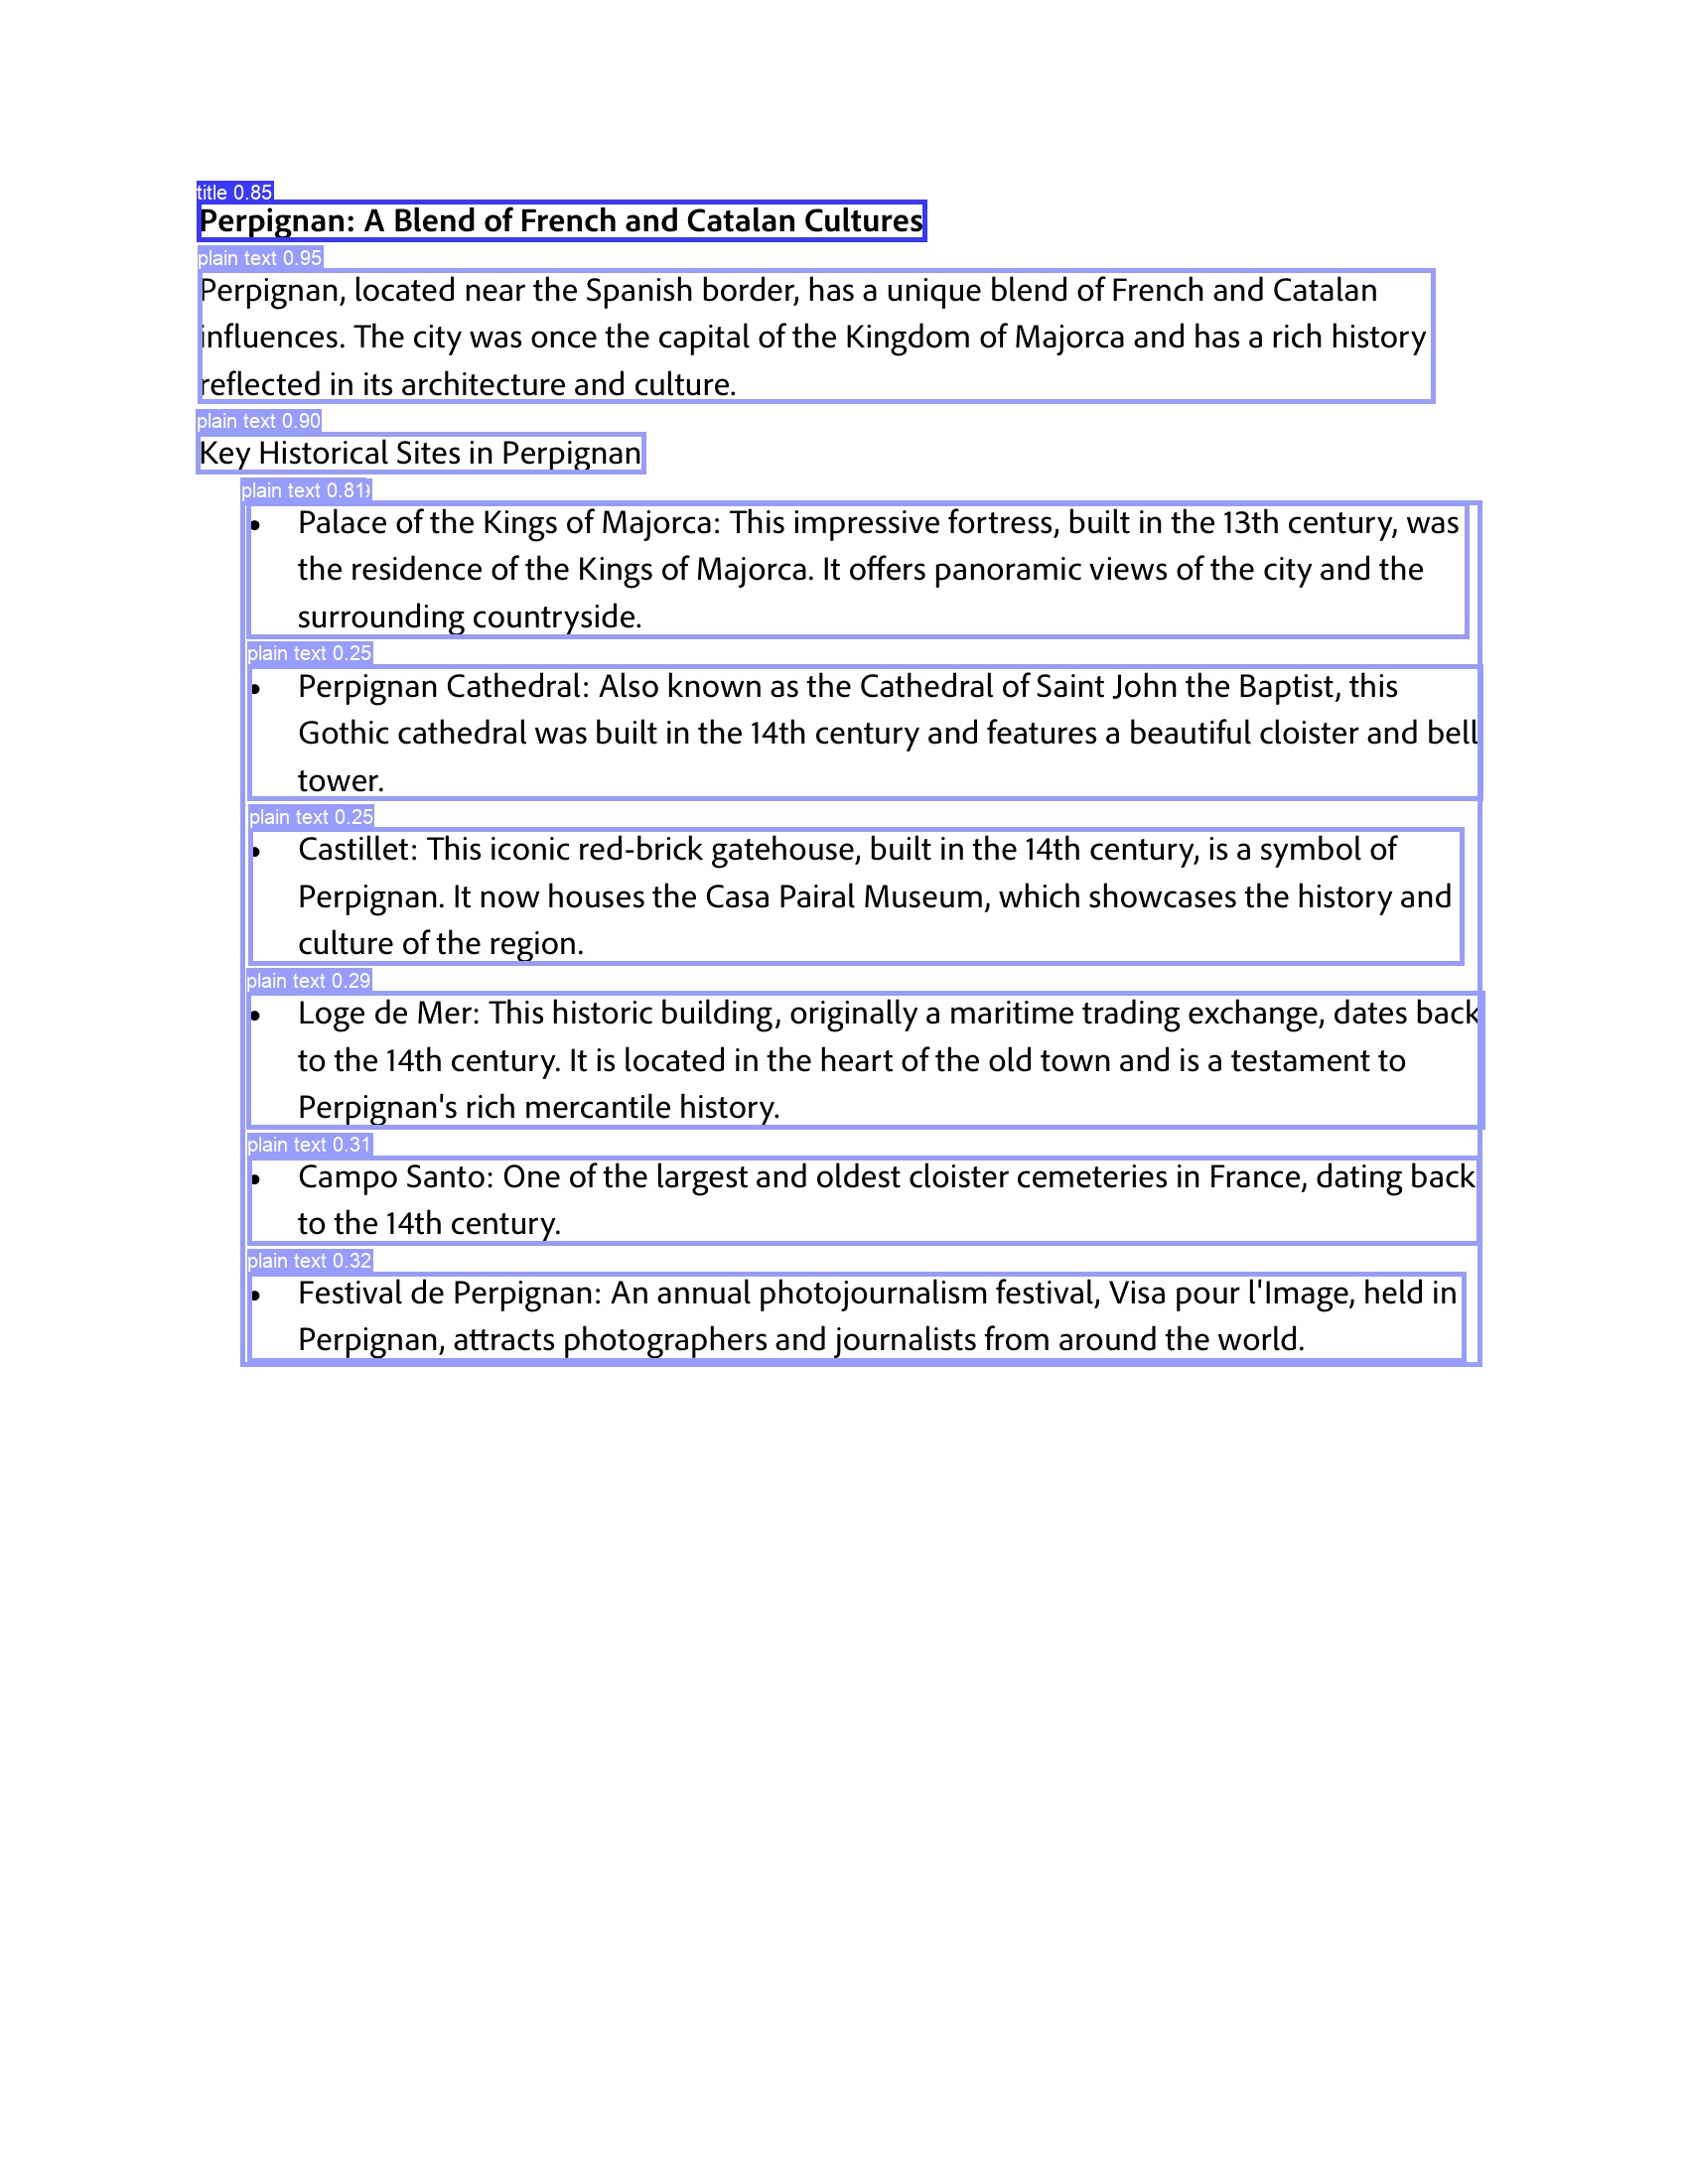 title 0.85
Perpignan: A Blend of French and Catalan Cultures
plain text 0.95
Perpignan, located near the Spanish border, has a unique blend of French and Catalan
influences. The city was once the capital of the Kingdom of Majorca and has a rich history
reflected in its architecture and culture.
plain text 0.90
Key Historical Sites in Perpignan
plain text 0.81
• Palace of the Kings of Majorca: This impressive fortress, built in the 13th century, was
the residence of the Kings of Majorca. It offers panoramic views of the city and the
surrounding countryside.
plain text 0.25
• Perpignan Cathedral: Also known as the Cathedral of Saint John the Baptist, this
Gothic cathedral was built in the 14th century and features a beautiful cloister and bell
tower.
plain text 0.25
• Castillet: This iconic red-brick gatehouse, built in the 14th century, is a symbol of
Perpignan. It now houses the Casa Pairal Museum, which showcases the history and
culture of the region.
plain text 0.29
• Loge de Mer: This historic building, originally a maritime trading exchange, dates back
to the 14th century. It is located in the heart of the old town and is a testament to
Perpignan's rich mercantile history.
plain text 0.31
• Campo Santo: One of the largest and oldest cloister cemeteries in France, dating back
to the 14th century.
plain text 0.32
• Festival de Perpignan: An annual photojournalism festival, Visa pour l'Image, held in
Perpignan, attracts photographers and journalists from around the world.